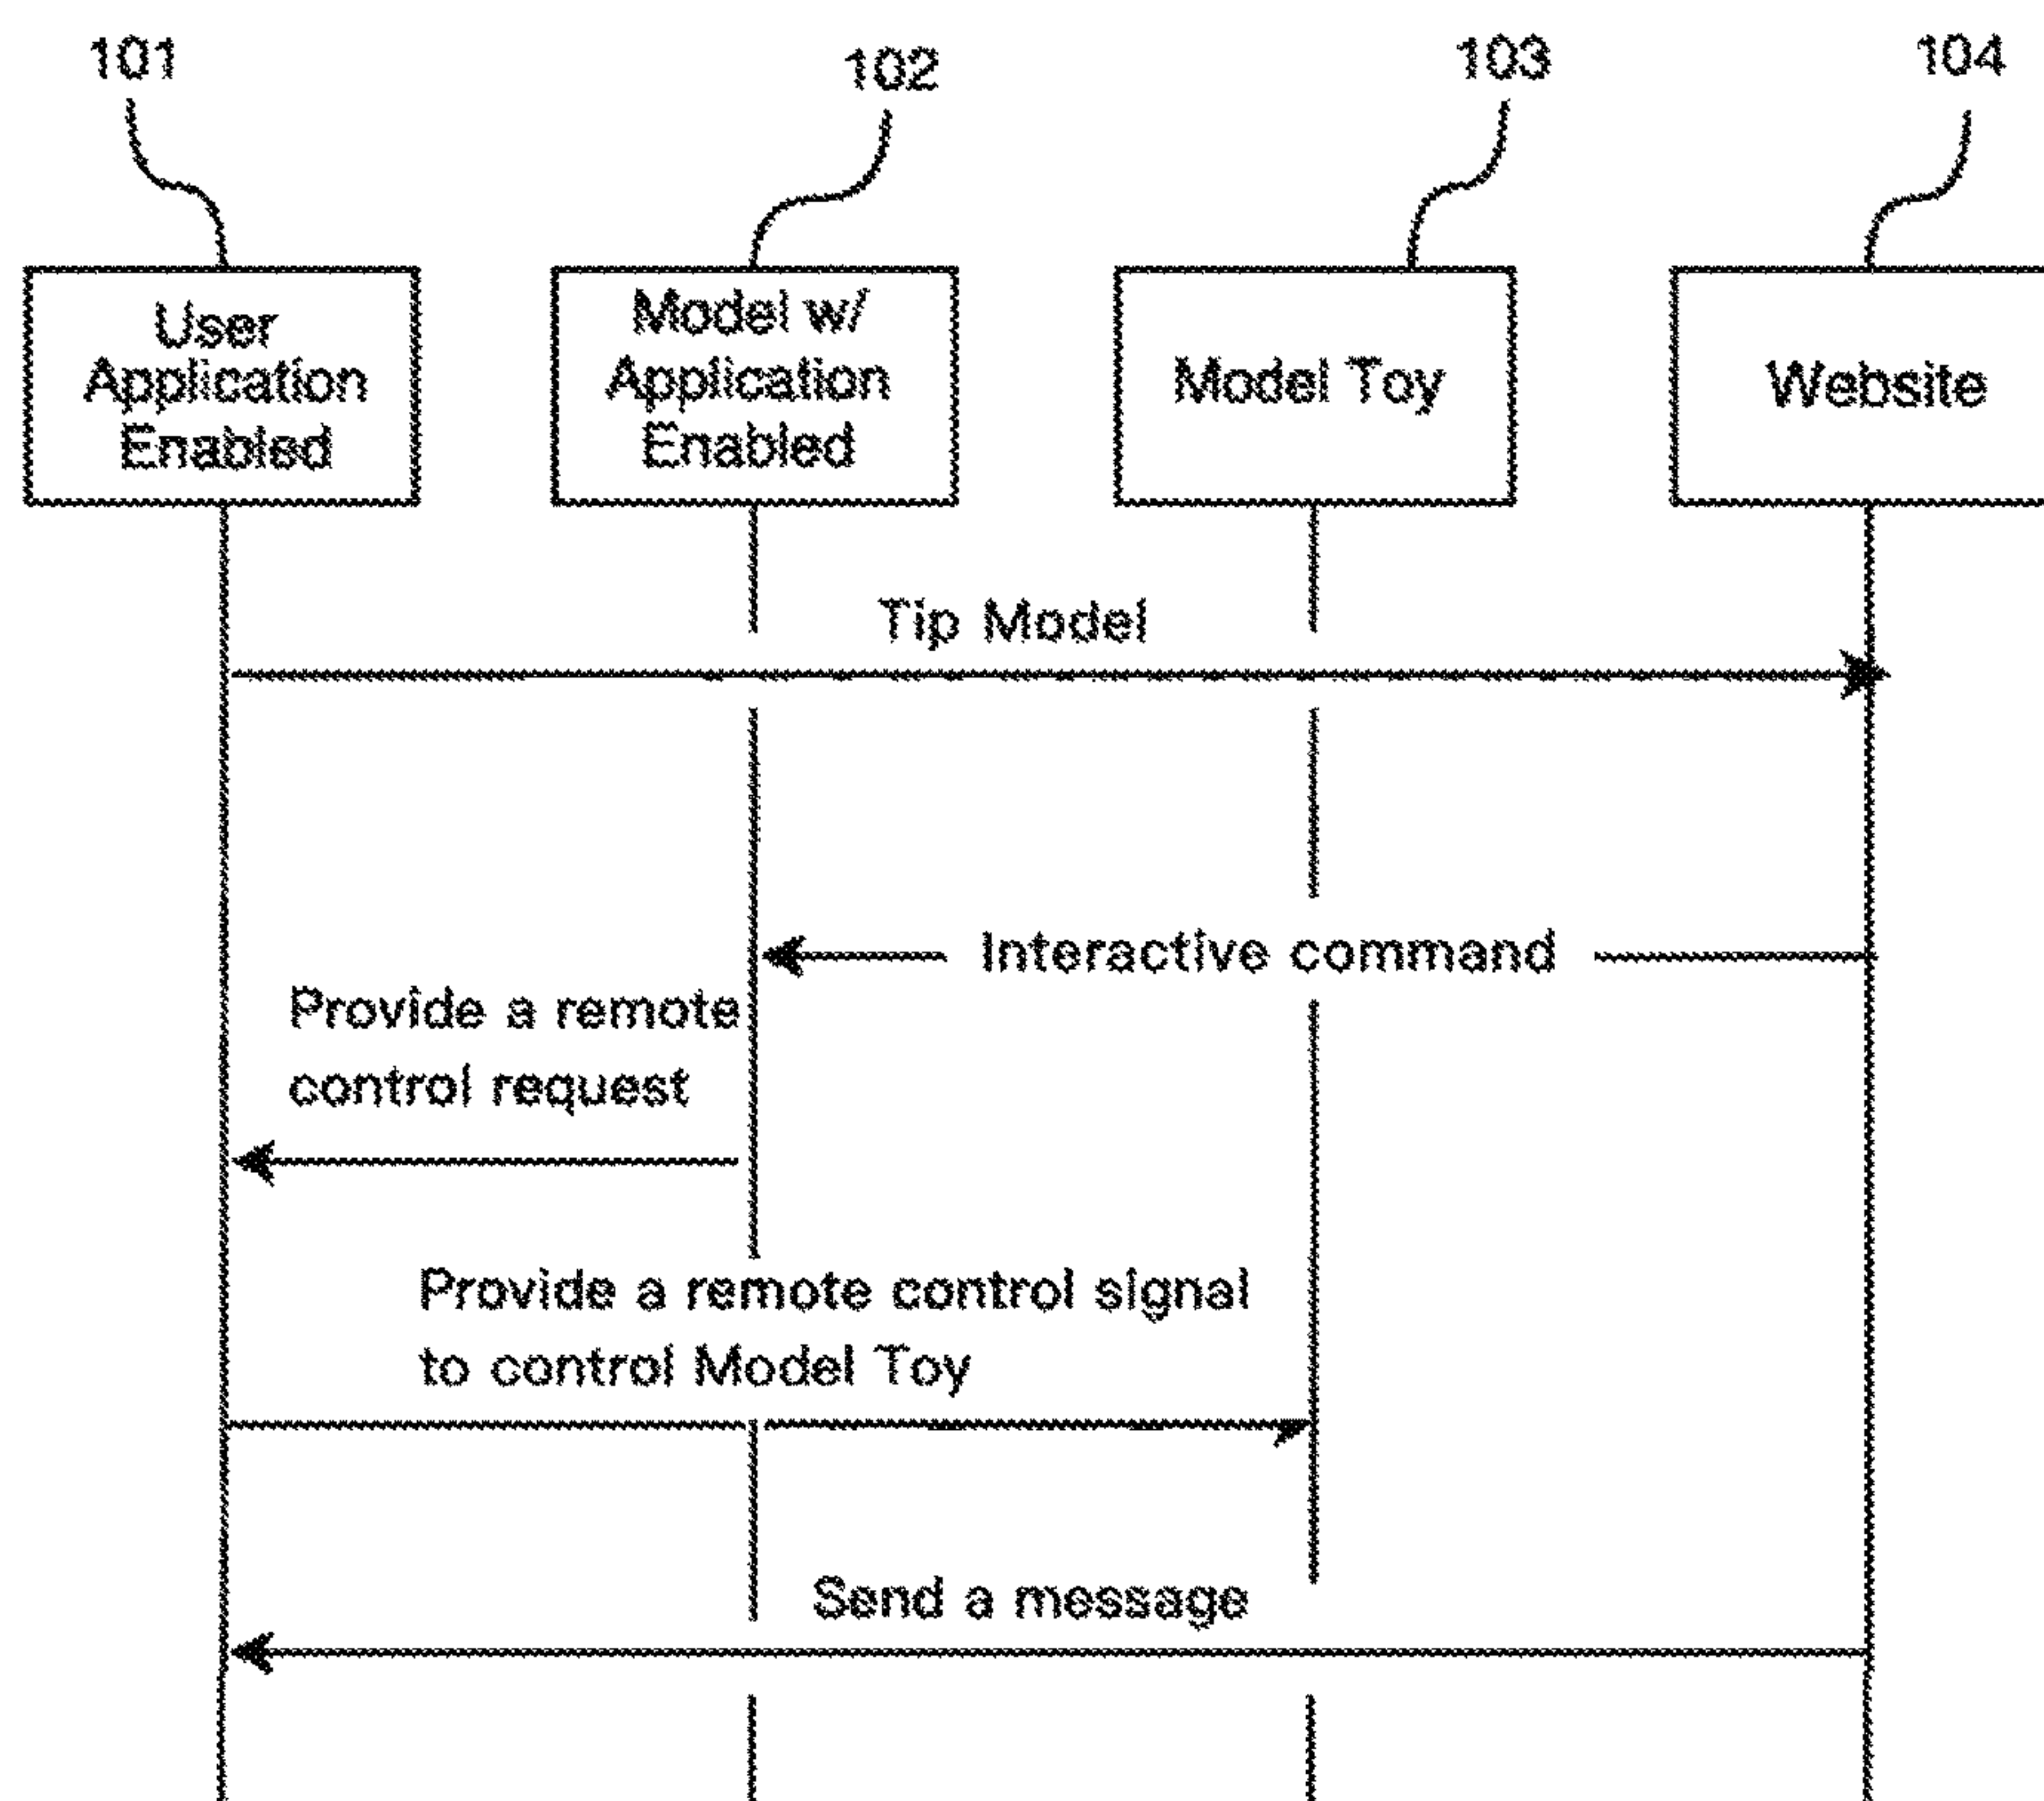 101
102
103
104
User
Application
Enabled
Model w/
Application
Enabled
Model Toy
Website
Tip Model
Interactive command
Provide a remote
control request
Provide a remote control signal
to control Model Toy
Send a message